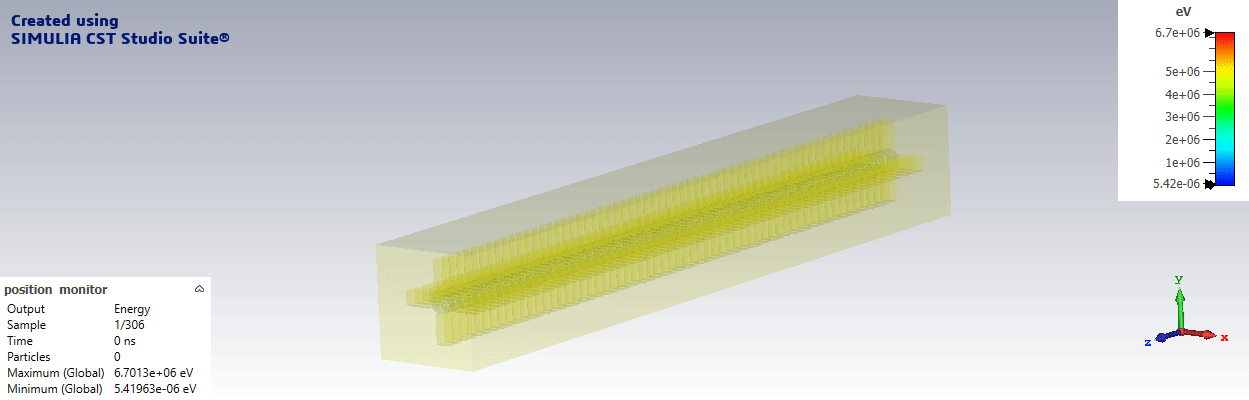 Created using
SIMULIA CST Studio Suite®
eV
6.7e+06
5e+06
4e+06
3e+06
2e+06
1e+06
5.42e-06
position monitor
Output Energy
Sample 1/306
Time 0 ns
Particles 0
Maximum (Global) 6.7013e+06 eV
Minimum (Global) 5.41963e-06 eV
y
z
x